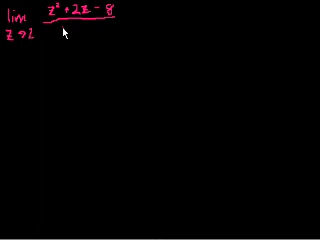 lim z² + 2z - 8
z → 2